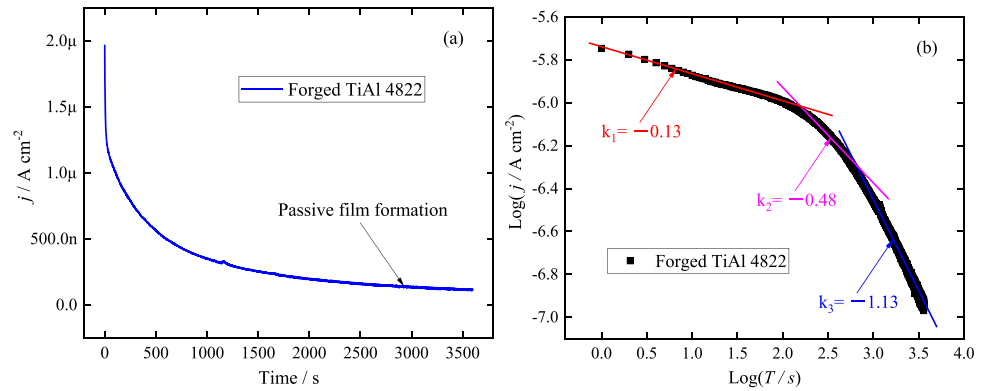 (a)
Forged TiAl 4822
Passive film formation
2.0μ
1.5μ
1.0μ
500.0n
0.0
j / A cm⁻²
0 500 1000 1500 2000 2500 3000 3500
Time / s
(b)
k₁= −0.13
k₂= −0.48
k₃= −1.13
Forged TiAl 4822
-5.6
-5.8
-6.0
-6.2
-6.4
-6.6
-6.8
-7.0
Log(j / A cm⁻²)
0.0 0.5 1.0 1.5 2.0 2.5 3.0 3.5 4.0
Log(T / s)